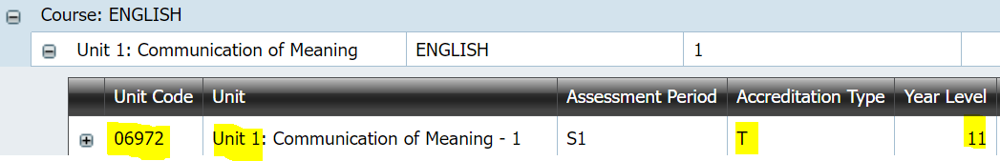 Course: ENGLISH
Unit 1: Communication of Meaning ENGLISH 1
Unit Code Unit Assessment Period Accreditation Type Year Level
06972 Unit 1: Communication of Meaning - 1 S1 T 11